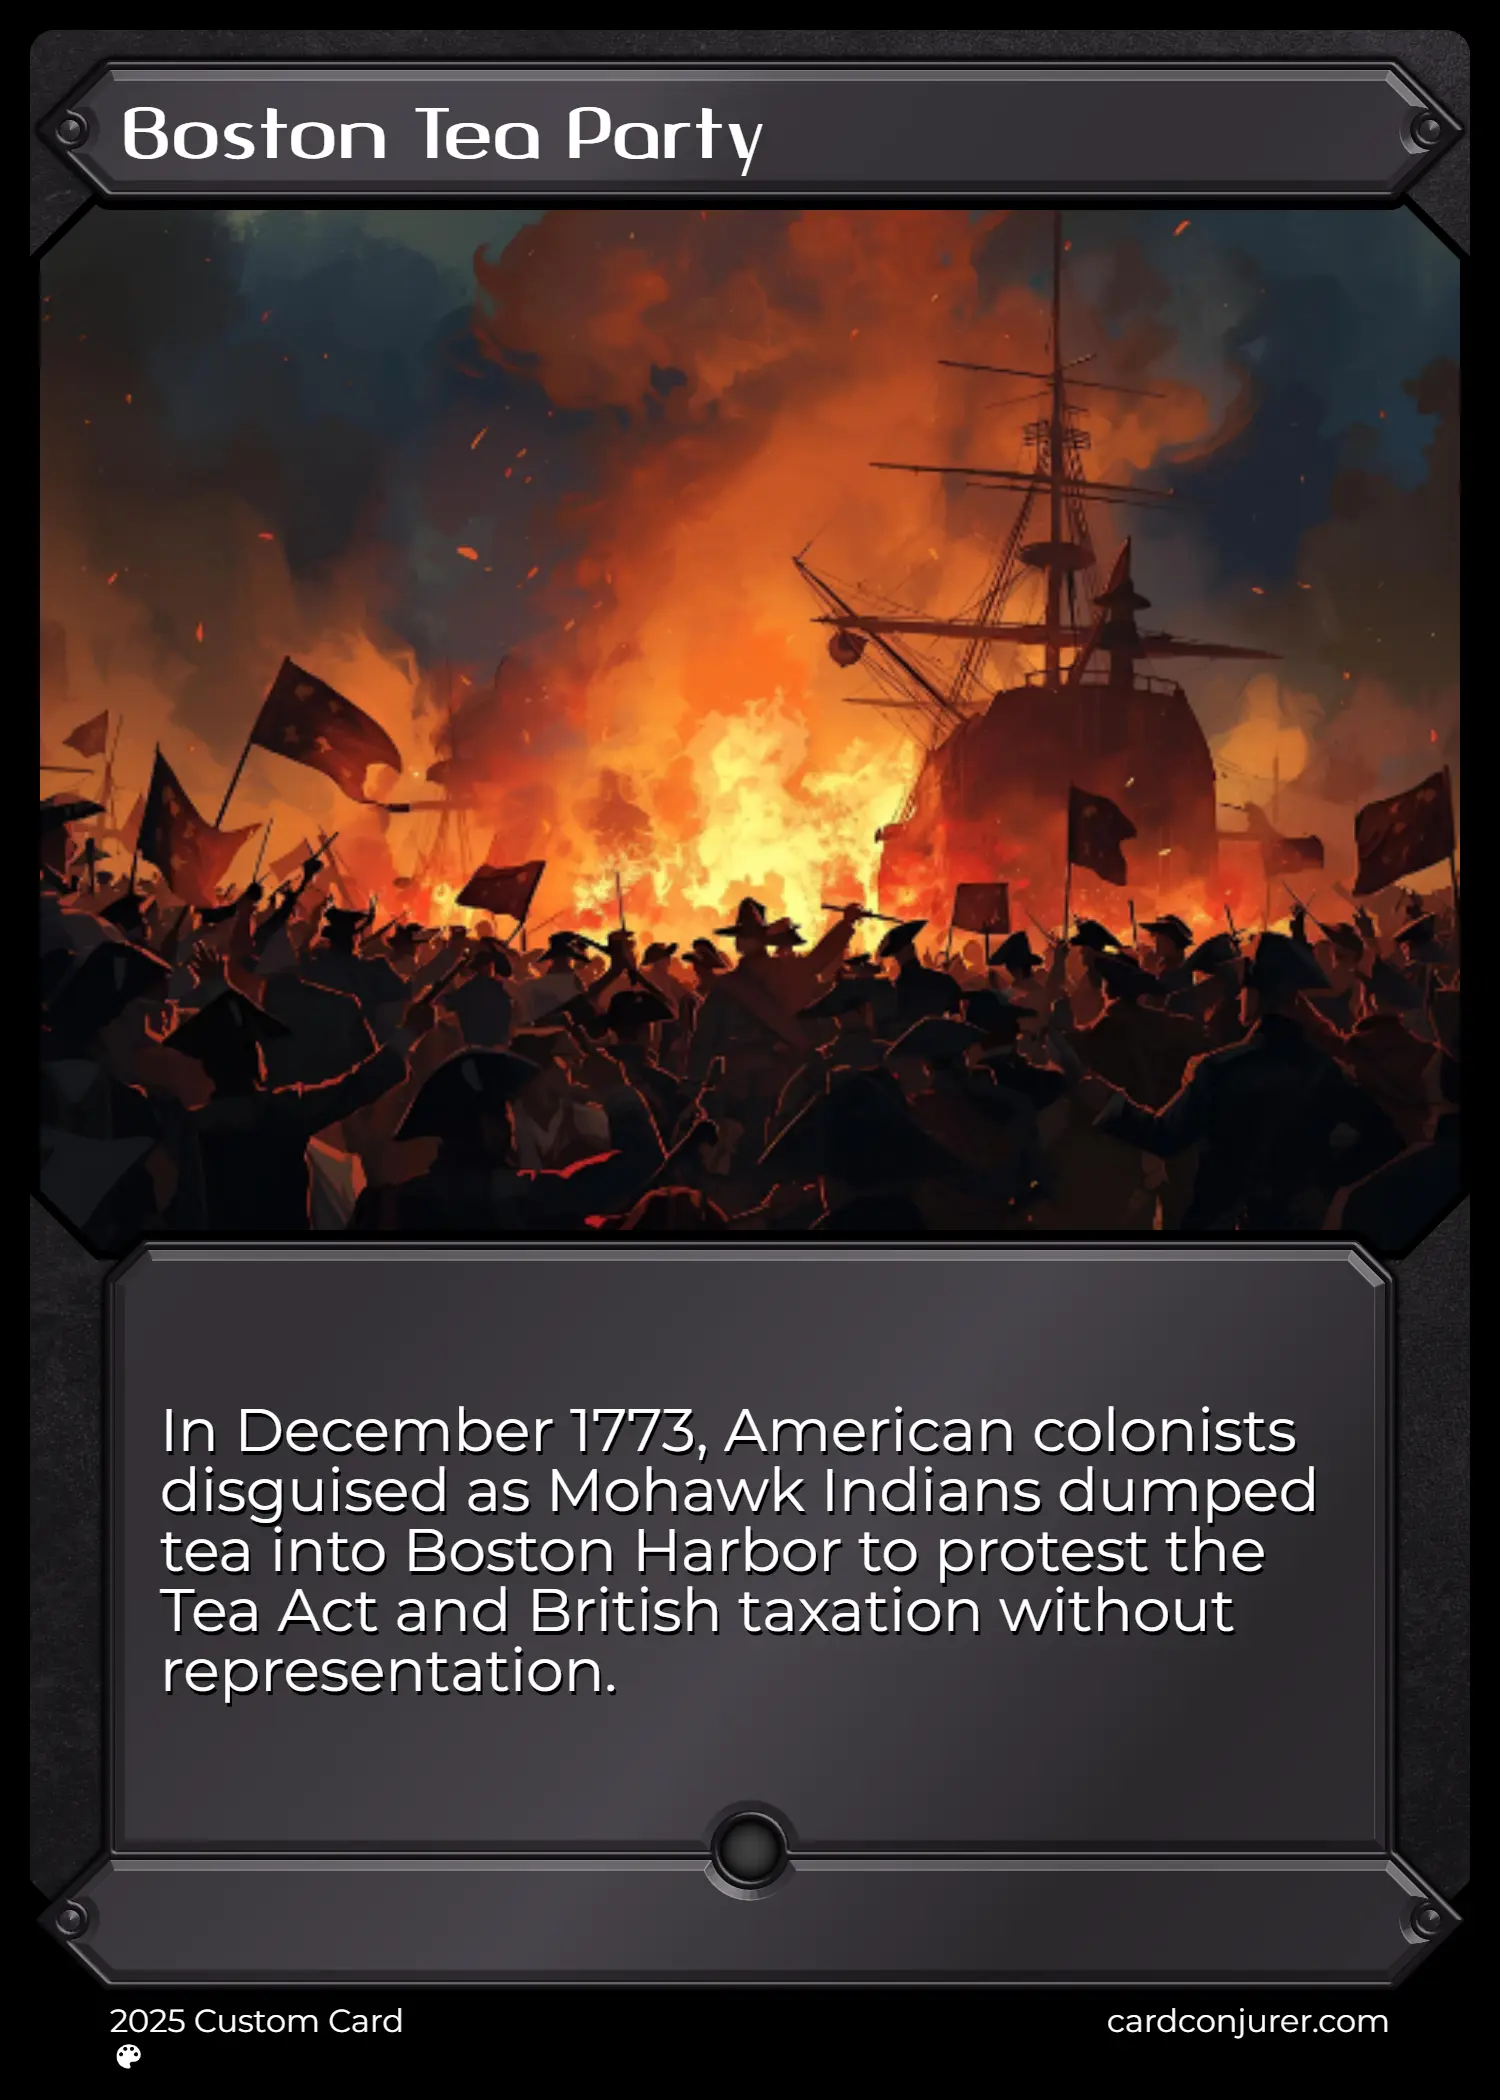 Boston Tea Party
In December 1773, American colonists
disguised as Mohawk Indians dumped
tea into Boston Harbor to protest the
Tea Act and British taxation without
representation.
2025 Custom Card
cardconjurer.com